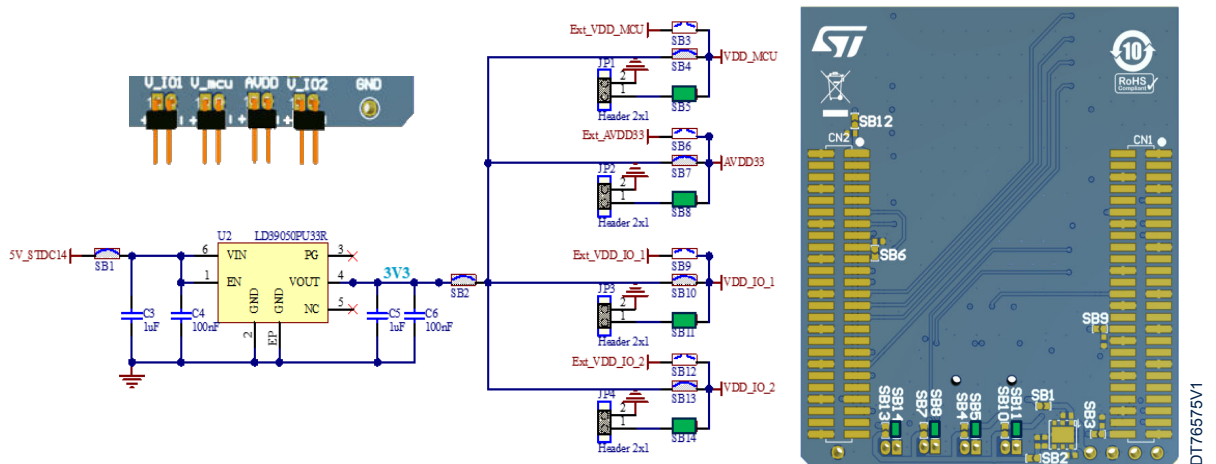 V_IO1 V_mcu AVDD V_IO2 GND
+ - + - + - + -
5V_STDC14
SB1
U2 LD39050PU33R
6 VIN PG 3
1 EN VOUT 4
NC 5
GND GND
2 EP
C3
1uF
C4
100nF
3V3
C5
1uF
C6
100nF
SB2
Ext_VDD_MCU
SB3
SB4
VDD_MCU
JP1
2
1
SB5
Header 2x1
Ext_AVDD33
SB6
SB7
AVDD33
JP2
2
1
SB8
Header 2x1
Ext_VDD_IO_1
SB9
SB10
VDD_IO_1
JP3
2
1
SB11
Header 2x1
Ext_VDD_IO_2
SB12
SB13
VDD_IO_2
JP4
2
1
SB14
Header 2x1
ST
10
RoHS
Compliant
SB12
CN2
CN1
SB6
SB9
SB13
SB14
SB7
SB8
SB4
SB5
SB10
SB11
SB1
SB3
SB2
DT76575V1